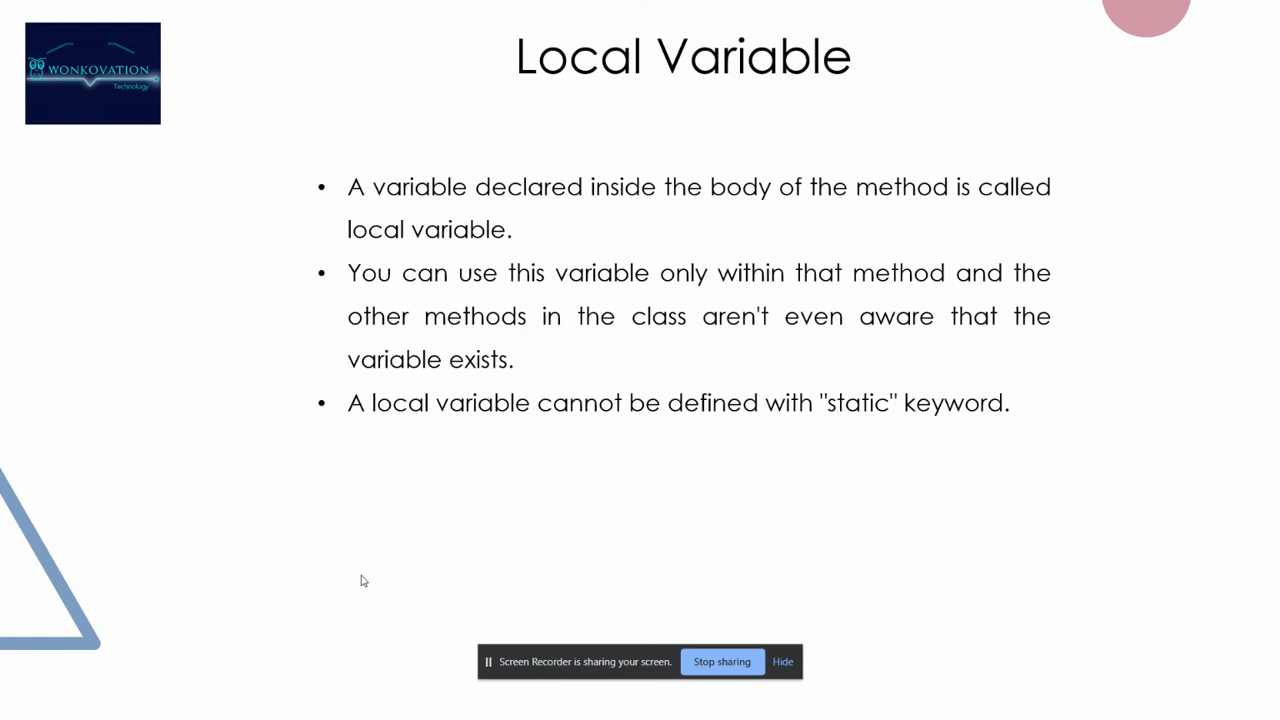 WONKOVATION
Technology
Local Variable
• A variable declared inside the body of the method is called
local variable.
• You can use this variable only within that method and the
other methods in the class aren't even aware that the
variable exists.
• A local variable cannot be defined with "static" keyword.
Screen Recorder is sharing your screen. Stop sharing Hide